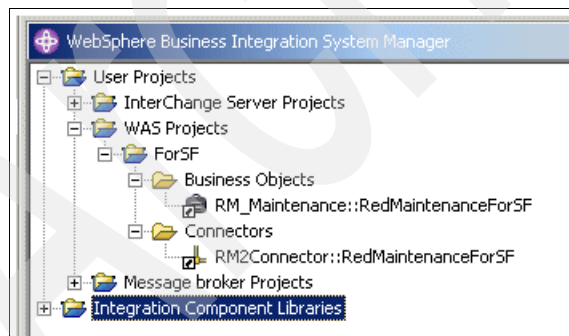 WebSphere Business Integration System Manager
User Projects
InterChange Server Projects
WAS Projects
ForSF
Business Objects
RM_Maintenance::RedMaintenanceForSF
Connectors
RM2Connector::RedMaintenanceForSF
Message broker Projects
Integration Component Libraries